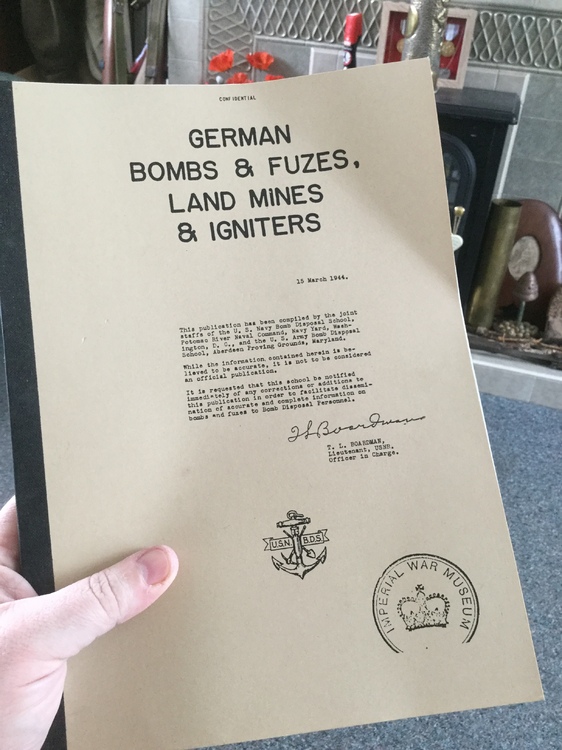 CONFIDENTIAL
GERMAN
BOMBS & FUZES,
LAND MINES
& IGNITERS
15 March 1944.
This publication has been compiled by the joint
staffs of the U. S. Navy Bomb Disposal School,
Potomac River Naval Command, Navy Yard, Wash-
ington, D. C., and the U. S. Army Bomb Disposal
School, Aberdeen Proving Grounds, Maryland.
While the information contained herein is be-
lieved to be accurate, it is not to be considered
an official publication.
It is requested that this school be notified
immediately of any corrections or additions to
this publication in order to facilitate dissemi-
nation of accurate and complete information on
bombs and fuzes to Bomb Disposal Personnel.
T. L. BOARDMAN,
Lieutenant, USNR.
Officer in Charge.
U.S.N. B.D.S.
IMPERIAL WAR MUSEUM